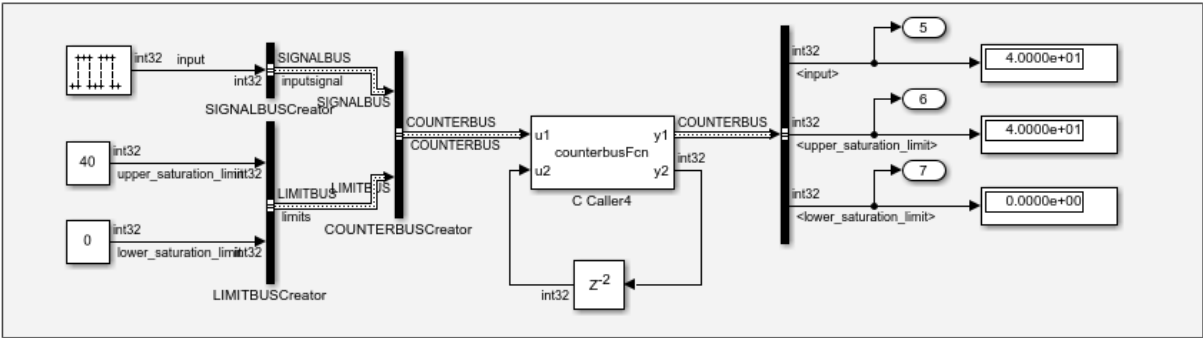 int32
input
int32
SIGNALBUSCreator
SIGNALBUS
inputsignal
SIGNALBUS
40
int32
upper_saturation_limit
int32
0
int32
lower_saturation_limit
int32
LIMITBUSCreator
LIMITBUS
limits
LIMITBUS
COUNTERBUSCreator
COUNTERBUS
COUNTERBUS
u1
u2
counterbusFcn
y1
y2
C Caller4
COUNTERBUS
int32
int32
Z-2
int32
<input>
5
4.0000e+01
int32
<upper_saturation_limit>
6
4.0000e+01
int32
<lower_saturation_limit>
7
0.0000e+00